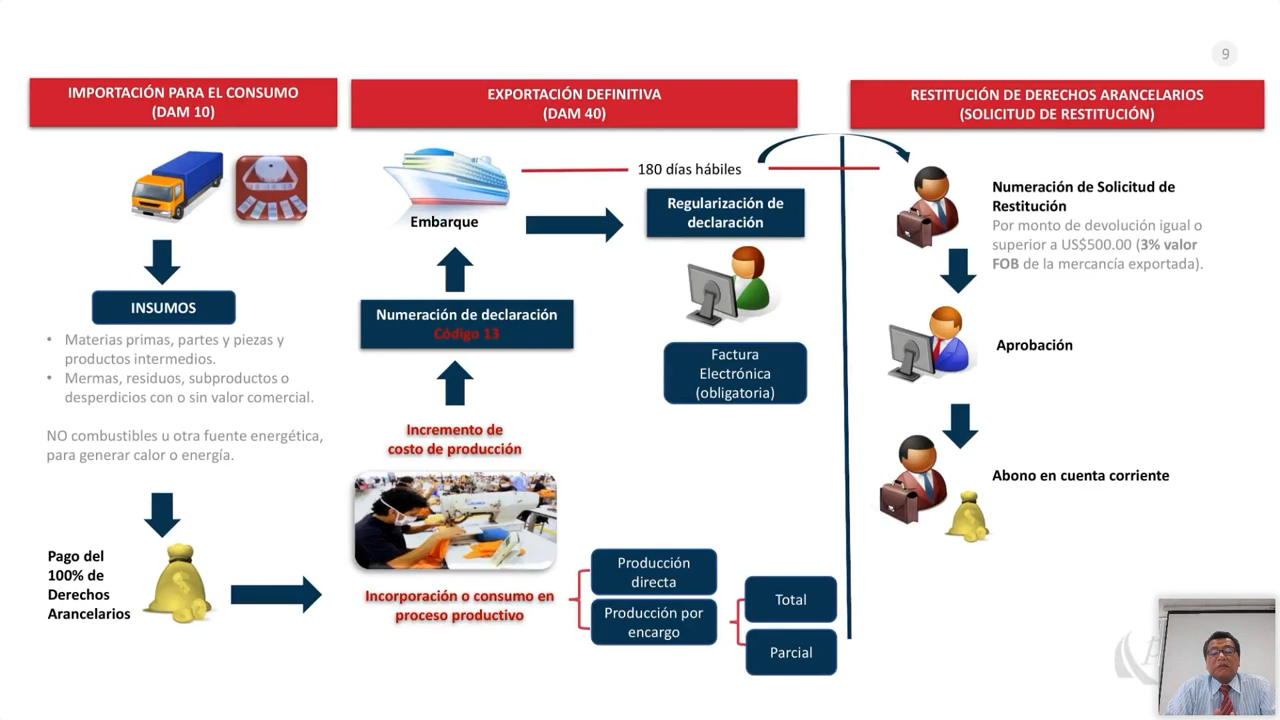 9
IMPORTACIÓN PARA EL CONSUMO
(DAM 10)
INSUMOS
• Materias primas, partes y piezas y
productos intermedios.
• Mermas, residuos, subproductos o
desperdicios con o sin valor comercial.
NO combustibles u otra fuente energética,
para generar calor o energía.
Pago del
100% de
Derechos
Arancelarios
EXPORTACIÓN DEFINITIVA
(DAM 40)
Embarque
180 días hábiles
Regularización de
declaración
Numeración de declaración
Código 13
Factura
Electrónica
(obligatoria)
Incremento de
costo de producción
Incorporación o consumo en
proceso productivo
Producción
directa
Producción por
encargo
Total
Parcial
RESTITUCIÓN DE DERECHOS ARANCELARIOS
(SOLICITUD DE RESTITUCIÓN)
Numeración de Solicitud de
Restitución
Por monto de devolución igual o
superior a US$500.00 (3% valor
FOB de la mercancía exportada).
Aprobación
Abono en cuenta corriente